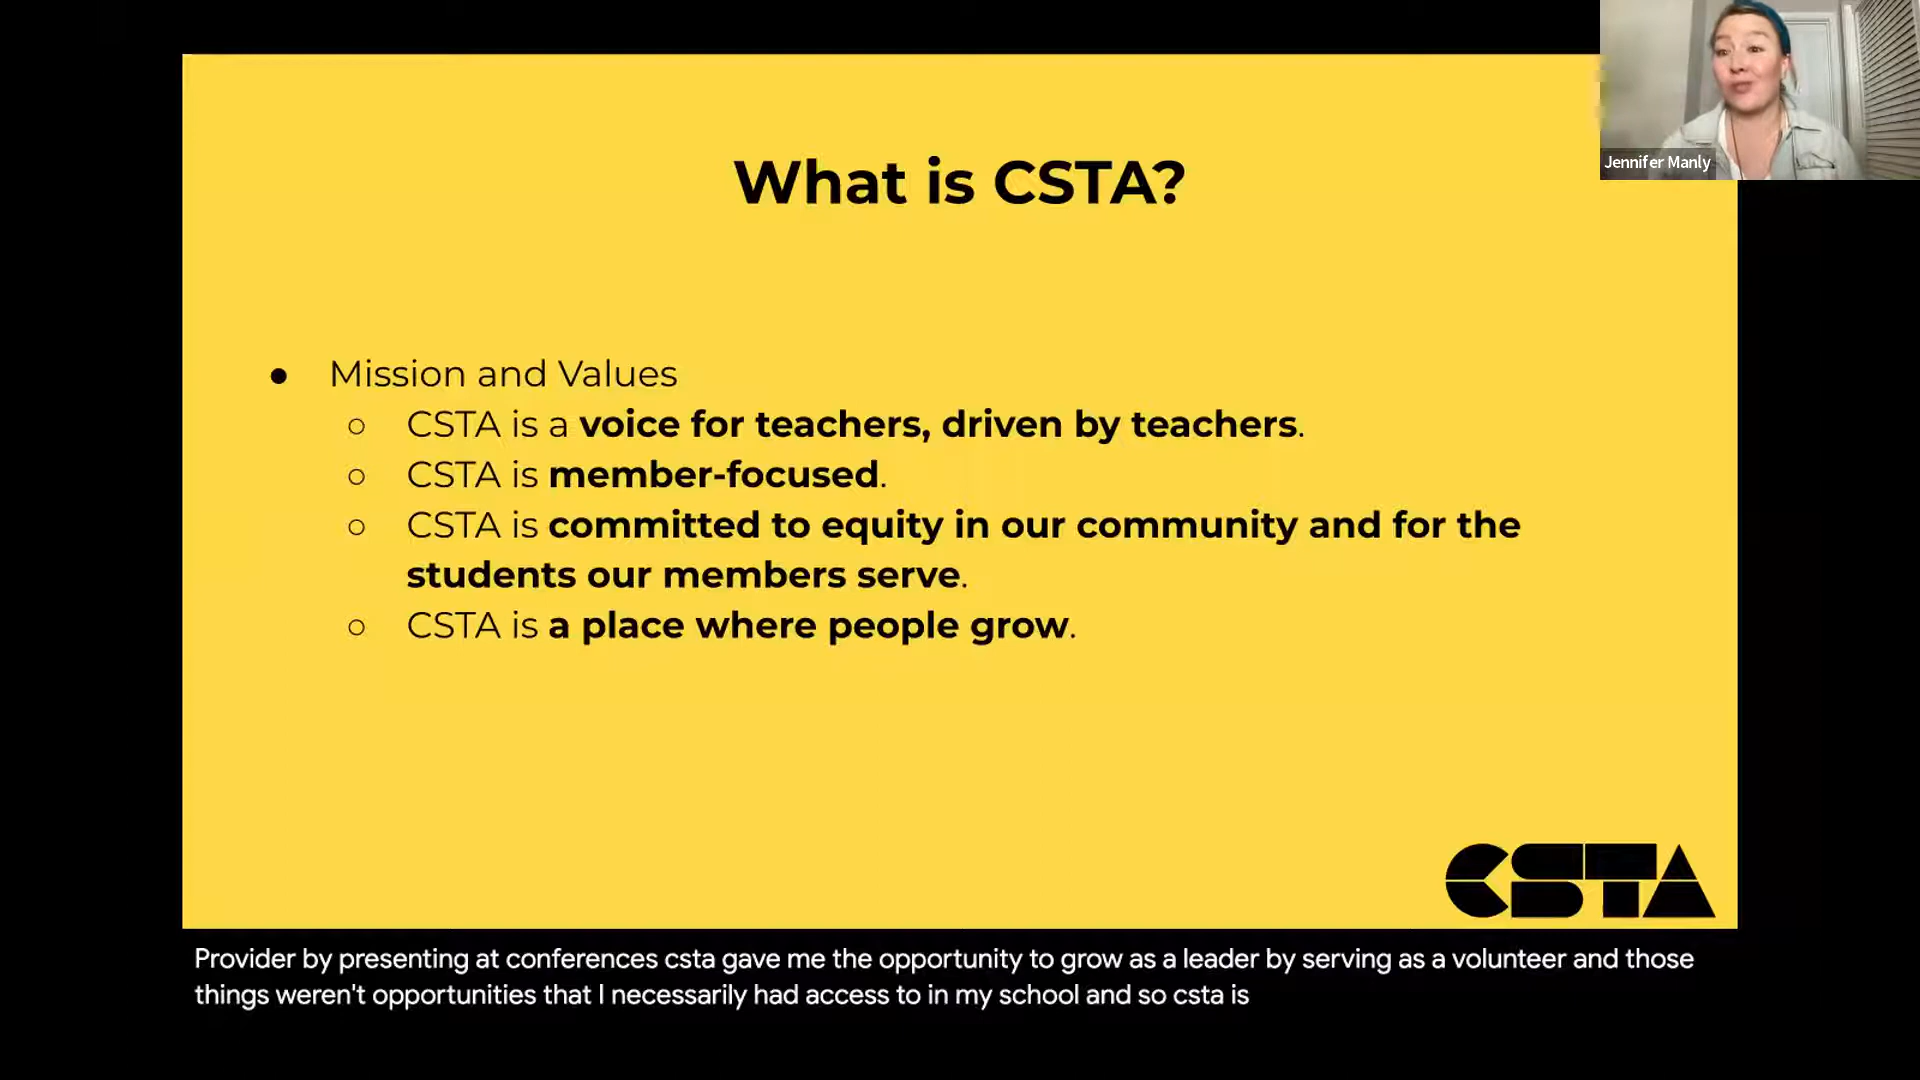 What is CSTA?
Jennifer Manly
● Mission and Values
○ CSTA is a voice for teachers, driven by teachers.
○ CSTA is member-focused.
○ CSTA is committed to equity in our community and for the
students our members serve.
○ CSTA is a place where people grow.
CSTA
Provider by presenting at conferences csta gave me the opportunity to grow as a leader by serving as a volunteer and those
things weren't opportunities that I necessarily had access to in my school and so csta is